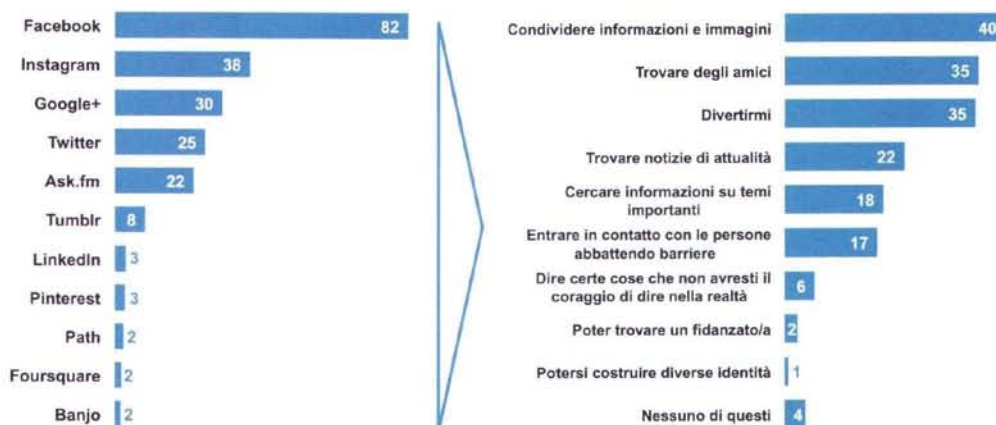 Facebook 82
Instagram 38
Google+ 30
Twitter 25
Ask.fm 22
Tumblr 8
LinkedIn 3
Pinterest 3
Path 2
Foursquare 2
Banjo 2
Condividere informazioni e immagini 40
Trovare degli amici 35
Divertirmi 35
Trovare notizie di attualità 22
Cercare informazioni su temi
importanti 18
Entrare in contatto con le persone
abbattendo barriere 17
Dire certe cose che non avresti il
coraggio di dire nella realtà 6
Poter trovare un fidanzato/a 2
Potersi costruire diverse identità 1
Nessuno di questi 4